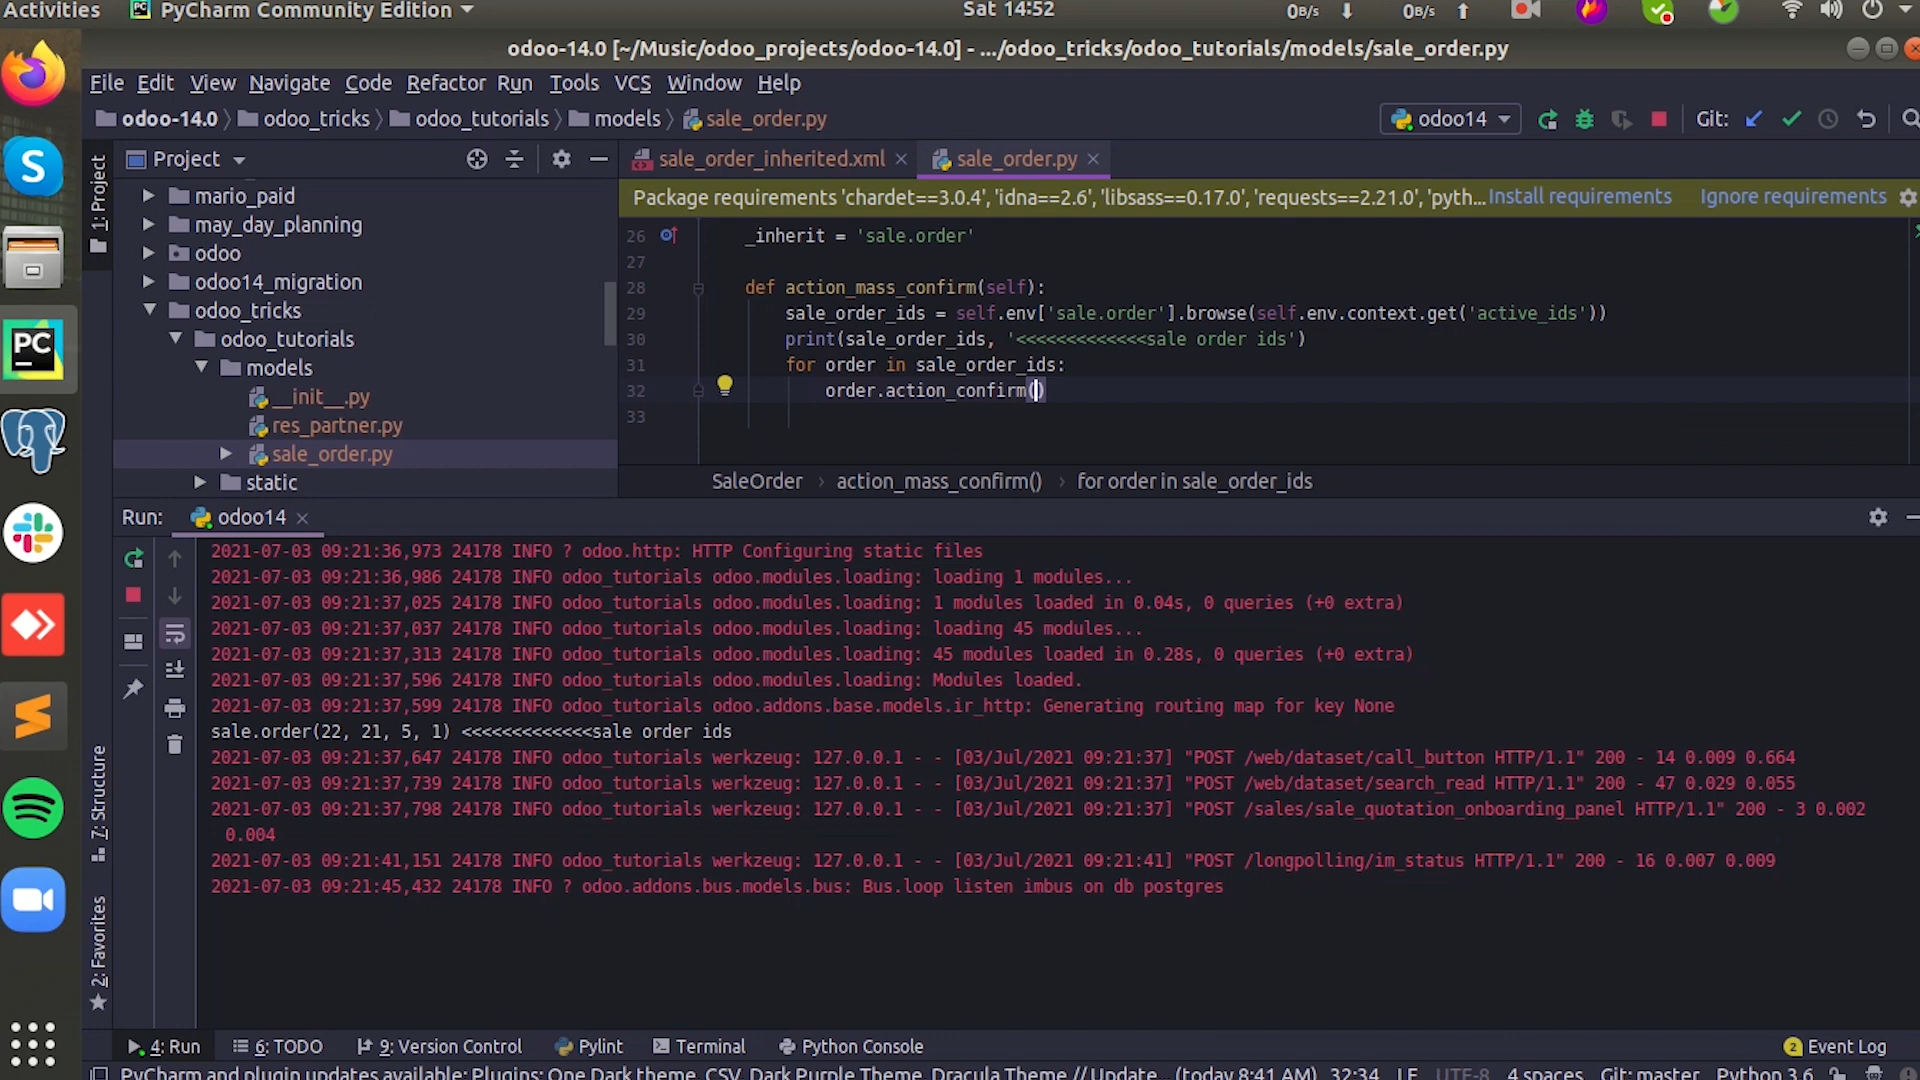 Activities PyCharm Community Edition Sat 14:52 0B/s 0B/s
odoo-14.0 [~/Music/odoo_projects/odoo-14.0] - .../odoo_tricks/odoo_tutorials/models/sale_order.py
File Edit View Navigate Code Refactor Run Tools VCS Window Help
odoo-14.0 odoo_tricks odoo_tutorials models sale_order.py odoo14 Git:
1: Project
Project
mario_paid
may_day_planning
odoo
odoo14_migration
odoo_tricks
odoo_tutorials
models
__init__.py
res_partner.py
sale_order.py
static
sale_order_inherited.xml sale_order.py
Package requirements 'chardet==3.0.4', 'idna==2.6', 'libsass==0.17.0', 'requests==2.21.0', 'pyth... Install requirements Ignore requirements
26 _inherit = 'sale.order'
27
28 def action_mass_confirm(self):
29 sale_order_ids = self.env['sale.order'].browse(self.env.context.get('active_ids'))
30 print(sale_order_ids, '<<<<<<<<<<<<<sale order ids')
31 for order in sale_order_ids:
32 order.action_confirm()
33
SaleOrder › action_mass_confirm() › for order in sale_order_ids
Run: odoo14
2021-07-03 09:21:36,973 24178 INFO ? odoo.http: HTTP Configuring static files
2021-07-03 09:21:36,986 24178 INFO odoo_tutorials odoo.modules.loading: loading 1 modules...
2021-07-03 09:21:37,025 24178 INFO odoo_tutorials odoo.modules.loading: 1 modules loaded in 0.04s, 0 queries (+0 extra)
2021-07-03 09:21:37,037 24178 INFO odoo_tutorials odoo.modules.loading: loading 45 modules...
2021-07-03 09:21:37,313 24178 INFO odoo_tutorials odoo.modules.loading: 45 modules loaded in 0.28s, 0 queries (+0 extra)
2021-07-03 09:21:37,596 24178 INFO odoo_tutorials odoo.modules.loading: Modules loaded.
2021-07-03 09:21:37,599 24178 INFO odoo_tutorials odoo.addons.base.models.ir_http: Generating routing map for key None
sale.order(22, 21, 5, 1) <<<<<<<<<<<<<sale order ids
2021-07-03 09:21:37,647 24178 INFO odoo_tutorials werkzeug: 127.0.0.1 - - [03/Jul/2021 09:21:37] "POST /web/dataset/call_button HTTP/1.1" 200 - 14 0.009 0.664
2021-07-03 09:21:37,739 24178 INFO odoo_tutorials werkzeug: 127.0.0.1 - - [03/Jul/2021 09:21:37] "POST /web/dataset/search_read HTTP/1.1" 200 - 47 0.029 0.055
2021-07-03 09:21:37,798 24178 INFO odoo_tutorials werkzeug: 127.0.0.1 - - [03/Jul/2021 09:21:37] "POST /sales/sale_quotation_onboarding_panel HTTP/1.1" 200 - 3 0.002
0.004
2021-07-03 09:21:41,151 24178 INFO odoo_tutorials werkzeug: 127.0.0.1 - - [03/Jul/2021 09:21:41] "POST /longpolling/im_status HTTP/1.1" 200 - 16 0.007 0.009
2021-07-03 09:21:45,432 24178 INFO ? odoo.addons.bus.models.bus: Bus.loop listen imbus on db postgres
7: Structure
2: Favorites
4: Run 6: TODO 9: Version Control Pylint Terminal Python Console 2 Event Log
PyCharm and plugin updates available: Plugins: One Dark theme, CSV, Dark Purple Theme, Dracula Theme // Update... (today 8:41 AM) 32:34 LF UTF-8 4 spaces Git: master Python 3.6